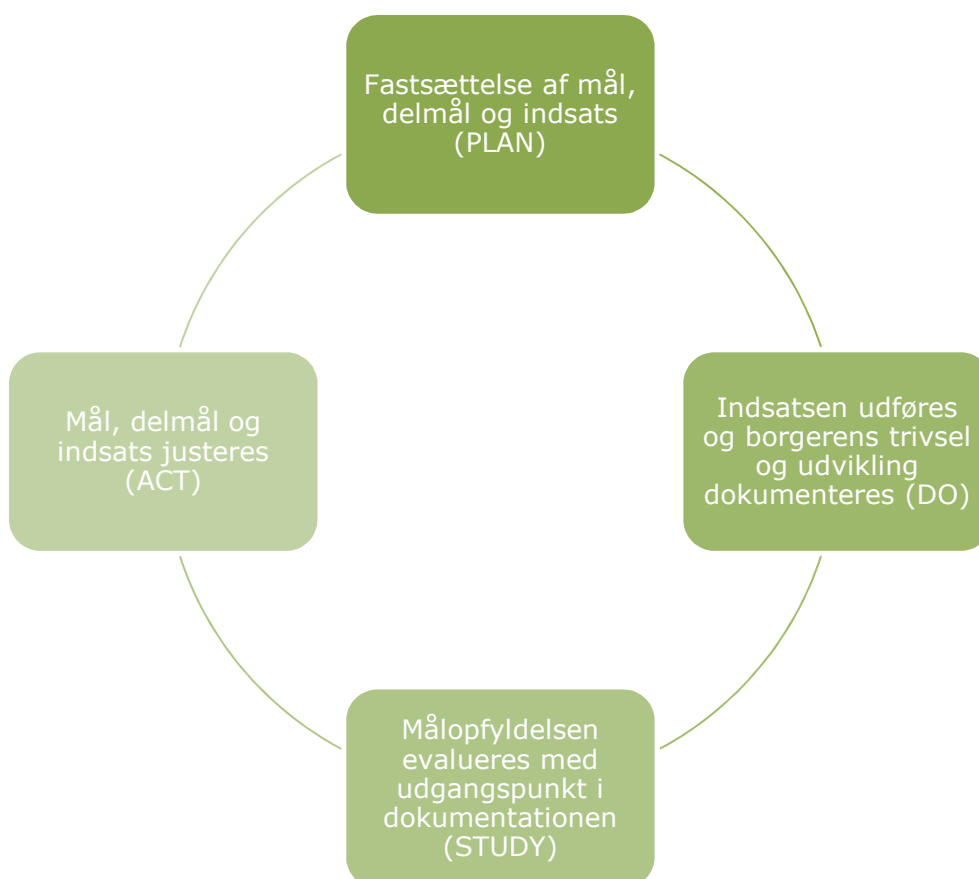 Fastsættelse af mål,
delmål og indsats
(PLAN)
Indsatsen udføres
og borgerens trivsel
og udvikling
dokumenteres (DO)
Målopfyldelsen
evalueres med
udgangspunkt i
dokumentationen
(STUDY)
Mål, delmål og
indsats justeres
(ACT)